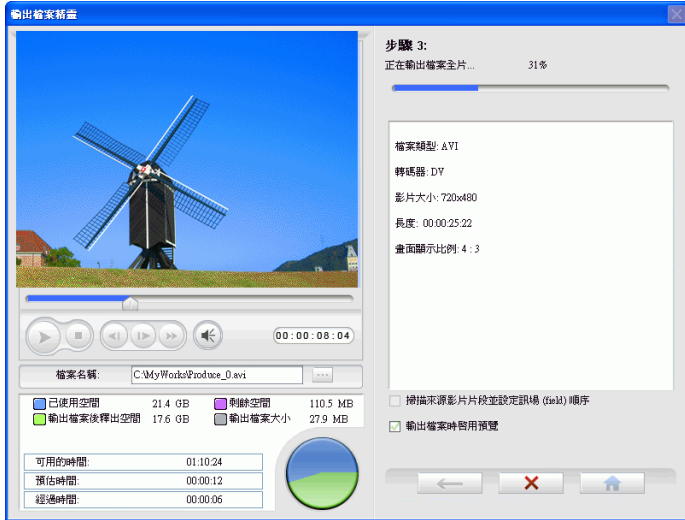 輸出檔案精靈
步驟 3:
正在輸出檔案全片... 31%
檔案類型: AVI
轉碼器: DV
影片大小: 720x480
長度: 00:00:25:22
畫面顯示比例: 4 : 3
00:00:08:04
檔案名稱: C:\MyWorks\Produce_0.avi ...
已使用空間 21.4 GB 剩餘空間 110.5 MB
輸出檔案後釋出空間 17.6 GB 輸出檔案大小 27.9 MB
可用的時間: 01:10:24
預估時間: 00:00:12
經過時間: 00:00:06
掃描來源影片片段並設定訊場 (field) 順序
輸出檔案時啓用預覽